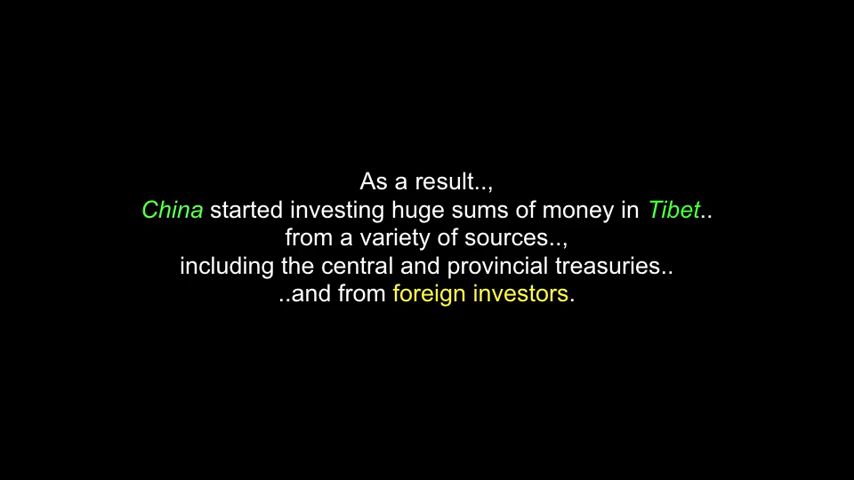 As a result..,
China started investing huge sums of money in Tibet..
from a variety of sources..,
including the central and provincial treasuries..
..and from foreign investors.